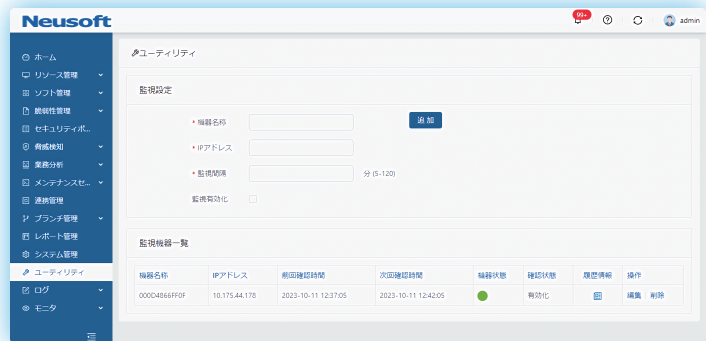 Neusoft
99+
admin
ホーム
リソース管理
ソフト管理
脆弱性管理
セキュリティポ...
脅威検知
業務分析
メンテナンスセ...
連携管理
ブランチ管理
レポート管理
システム管理
ユーティリティ
ログ
モニタ
ユーティリティ
監視設定
* 機器名称
追 加
* IPアドレス
* 監視間隔 分 (5-120)
監視有効化
監視機器一覧
機器名称 IPアドレス 前回確認時間 次回確認時間 機器状態 確認状態 履歴情報 操作
000D4866FF0F 10.175.44.178 2023-10-11 12:37:05 2023-10-11 12:42:05 有効化 編集 削除